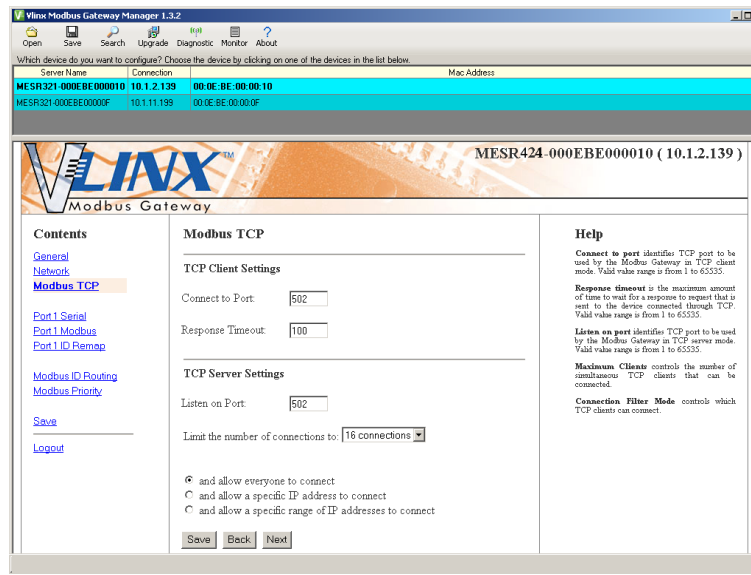 Vlinx Modbus Gateway Manager 1.3.2
Open Save Search Upgrade Diagnostic Monitor About
Which device do you want to configure? Choose the device by clicking on one of the devices in the list below.
Server Name Connection Mac Address
MESR321-000EBE000010 10.1.2.139 00:0E:BE:00:00:10
MESR321-000EBE00000F 10.1.11.199 00:0E:BE:00:00:0F
VLINX TM
Modbus Gateway
MESR424-000EBE000010 ( 10.1.2.139 )
Contents
General
Network
Modbus TCP
Port 1 Serial
Port 1 Modbus
Port 1 ID Remap
Modbus ID Routing
Modbus Priority
Save
Logout
Modbus TCP
TCP Client Settings
Connect to Port: 502
Response Timeout: 100
TCP Server Settings
Listen on Port: 502
Limit the number of connections to: 16 connections
and allow everyone to connect
and allow a specific IP address to connect
and allow a specific range of IP addresses to connect
Save Back Next
Help
Connect to port identifies TCP port to be
used by the Modbus Gateway in TCP client
mode. Valid value range is from 1 to 65535.
Response timeout is the maximum amount
of time to wait for a response to request that is
sent to the device connected through TCP.
Valid value range is from 1 to 65535.
Listen on port identifies TCP port to be used
by the Modbus Gateway in TCP server mode.
Valid value range is from 1 to 65535.
Maximum Clients controls the number of
simultaneous TCP clients that can be
connected.
Connection Filter Mode controls which
TCP clients can connect.